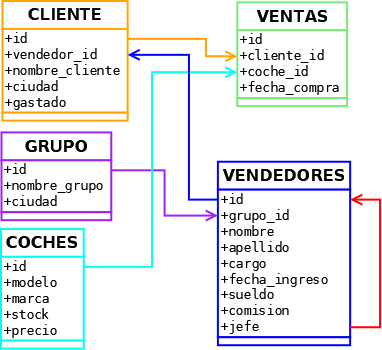 CLIENTE
+id
+vendedor_id
+nombre_cliente
+ciudad
+gastado
VENTAS
+id
+cliente_id
+coche_id
+fecha_compra
GRUPO
+id
+nombre_grupo
+ciudad
VENDEDORES
+id
+grupo_id
+nombre
+apellido
+cargo
+fecha_ingreso
+sueldo
+comision
+jefe
COCHES
+id
+modelo
+marca
+stock
+precio